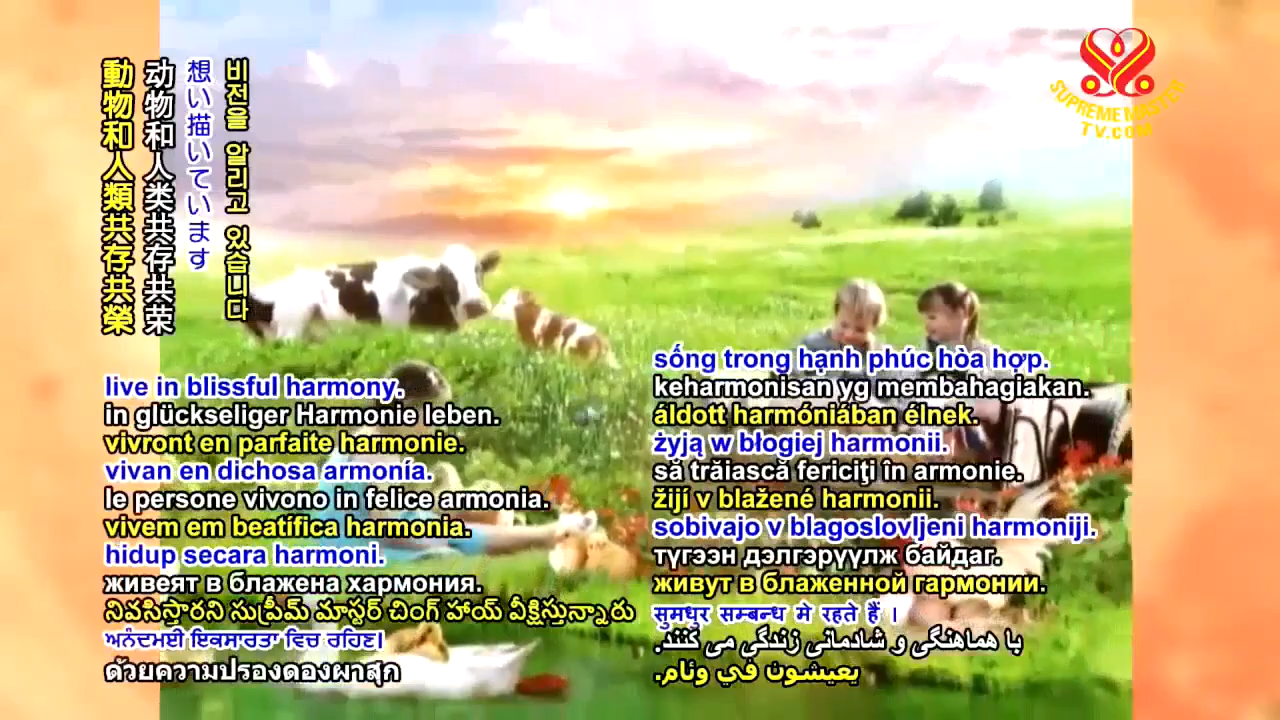 動物和人類共存共榮
动物和人类共存共荣
想い描いています
비전을 알리고 있습니다
SUPREME MASTER
TV.COM
live in blissful harmony.
in glückseliger Harmonie leben.
vivront en parfaite harmonie.
vivan en dichosa armonía.
le persone vivono in felice armonia.
vivem em beatífica harmonia.
hidup secara harmoni.
живеят в блажена хармония.
నివసిస్తారని సుప్రీమ్ మాస్టర్ చింగ్ హాయ్ వీక్షిస్తున్నారు
ਅਨੰਦਮਈ ਇਕਸਾਰਤਾ ਵਿਚ ਰਹਿਣ।
ด้วยความปรองดองผาสุก
sống trong hạnh phúc hòa hợp.
keharmonisan yg membahagiakan.
áldott harmóniában élnek.
żyją w błogiej harmonii.
să trăiască fericiţi în armonie.
žijí v blažené harmonii.
sobivajo v blagoslovljeni harmoniji.
түгээн дэлгэрүүлж байдаг.
живут в блаженной гармонии.
सुमधुर सम्बन्ध मे रहते हैं ।
با هماهنگی و شادمانی زندگی می کنند.
يعيشون في وئام.